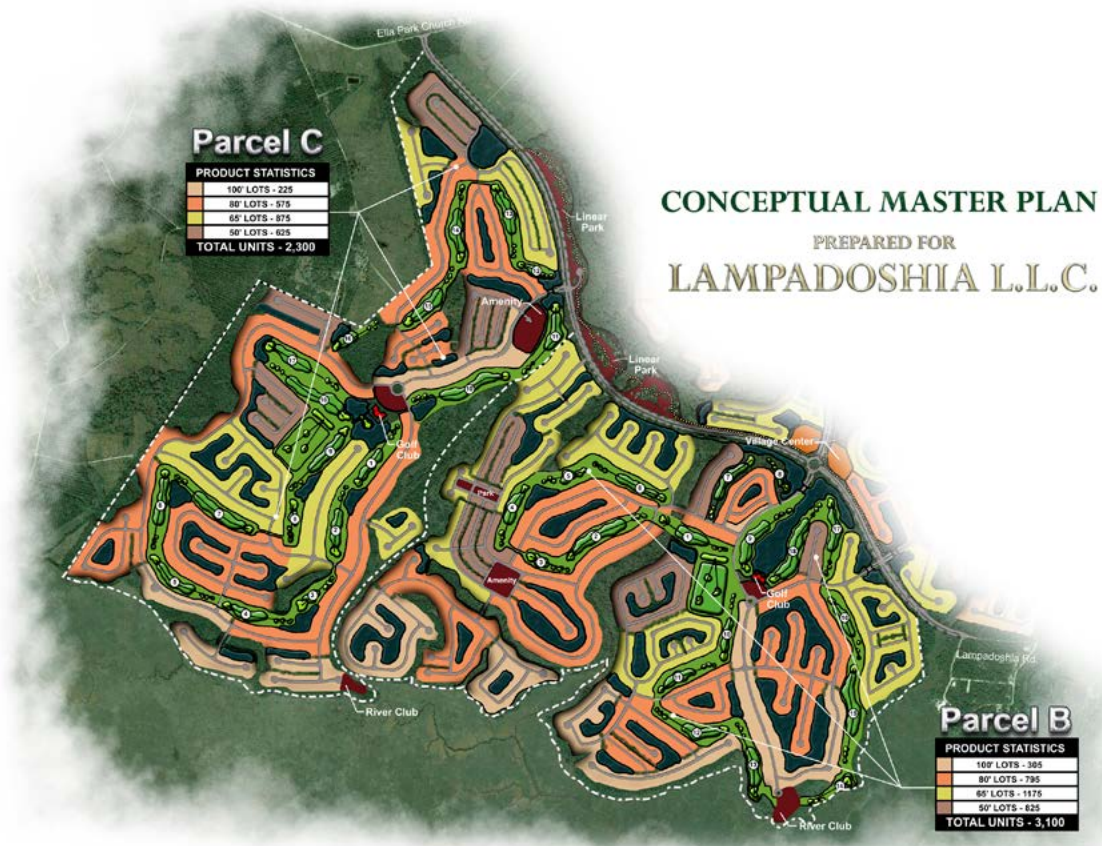 Ella Park Church
Parcel C
PRODUCT STATISTICS
100' LOTS - 225
80' LOTS - 575
65' LOTS - 875
50' LOTS - 625
TOTAL UNITS - 2,300
CONCEPTUAL MASTER PLAN
PREPARED FOR
LAMPADOSHIA L.L.C.
Linear
Park
Amenity
Linear
Park
Golf
Club
Village Center
Park
Amenity
Golf
Club
Lampadoshia Rd.
River Club
Parcel B
PRODUCT STATISTICS
100' LOTS - 305
80' LOTS - 795
65' LOTS - 1175
50' LOTS - 825
TOTAL UNITS - 3,100
River Club